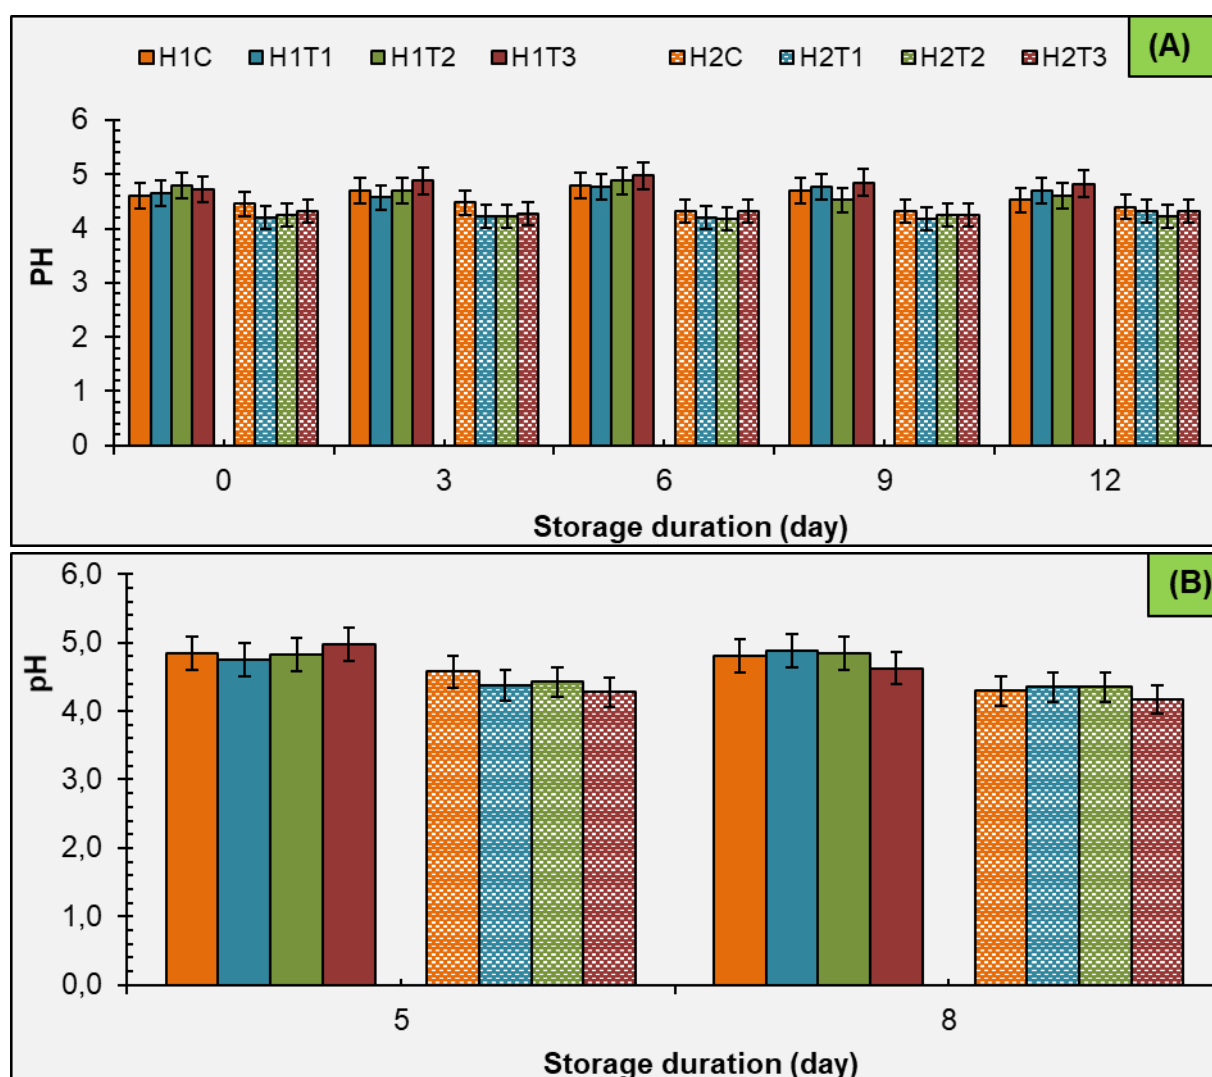 (A)
H1C H1T1 H1T2 H1T3 H2C H2T1 H2T2 H2T3
6
5
4
3
2
1
0
PH
0 3 6 9 12
Storage duration (day)
(B)
6,0
5,0
4,0
3,0
2,0
1,0
0,0
pH
5 8
Storage duration (day)